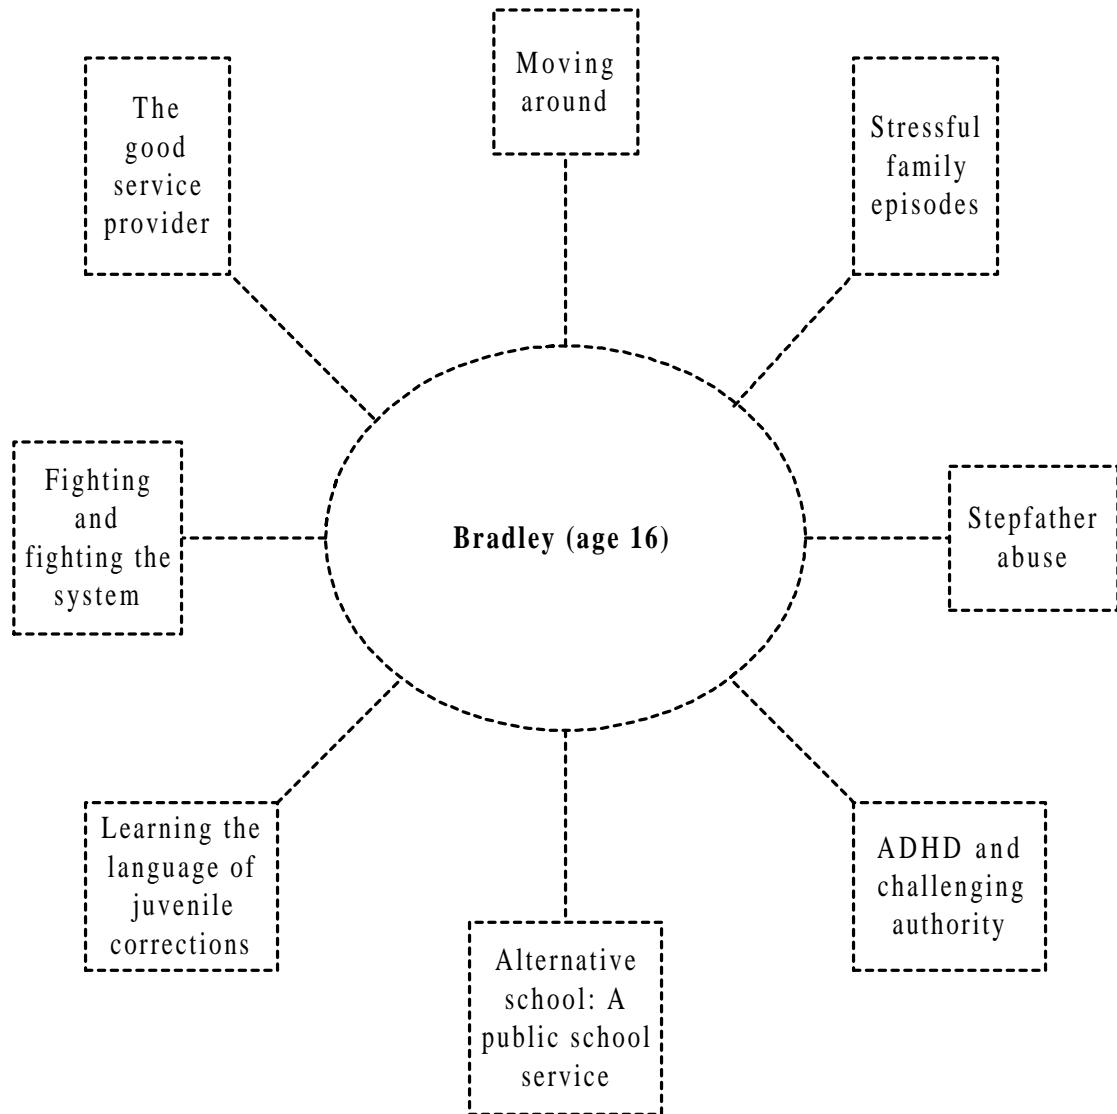 Moving
around
The
good
service
provider
Stressful
family
episodes
Fighting
and
fighting the
system
Bradley (age 16)
Stepfather
abuse
Learning the
language of
juvenile
corrections
ADHD and
challenging
authority
Alternative
school: A
public school
service